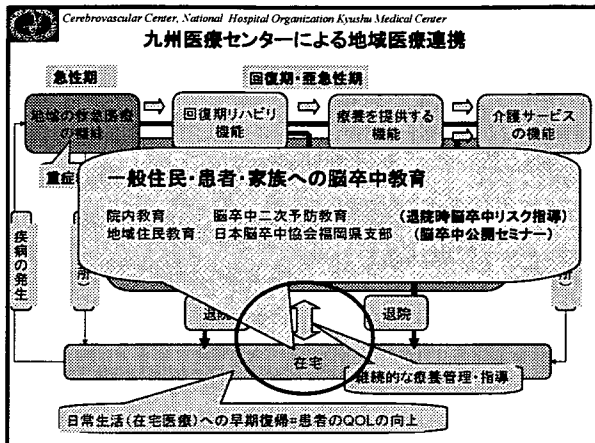 Cerebrovascular Center, National Hospital Organization Kyushu Medical Center
九州医療センターによる地域医療連携
急性期
回復期・亜急性期
地域の救急医療
の機能
回復期リハビリ
機能
療養を提供する
機能
介護サービス
の機能
重症
一般住民・患者・家族への脳卒中教育
院内教育 脳卒中二次予防教育 (退院時脳卒中リスク指導)
地域住民教育: 日本脳卒中協会福岡県支部 (脳卒中公開セミナー)
疾病の発生
所)
所)
退院
退院
在宅
継続的な療養管理・指導
日常生活(在宅医療)への早期復帰=患者のQOLの向上